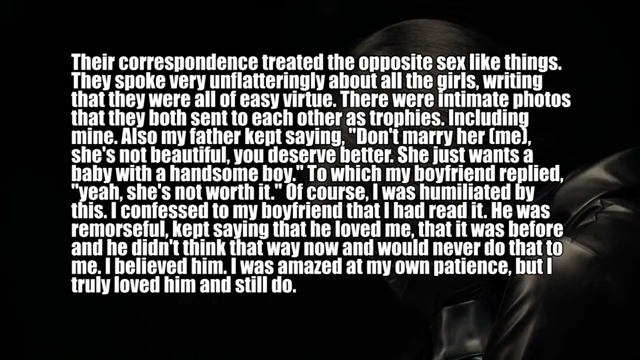 Their correspondence treated the opposite sex like things.
They spoke very unflatteringly about all the girls, writing
that they were all of easy virtue. There were intimate photos
that they both sent to each other as trophies. Including
mine. Also my father kept saying, "Don't marry her (me),
she's not beautiful, you deserve better. She just wants a
baby with a handsome boy." To which my boyfriend replied,
"yeah, she's not worth it." Of course, I was humiliated by
this. I confessed to my boyfriend that I had read it. He was
remorseful, kept saying that he loved me, that it was before
and he didn't think that way now and would never do that to
me. I believed him. I was amazed at my own patience, but I
truly loved him and still do.